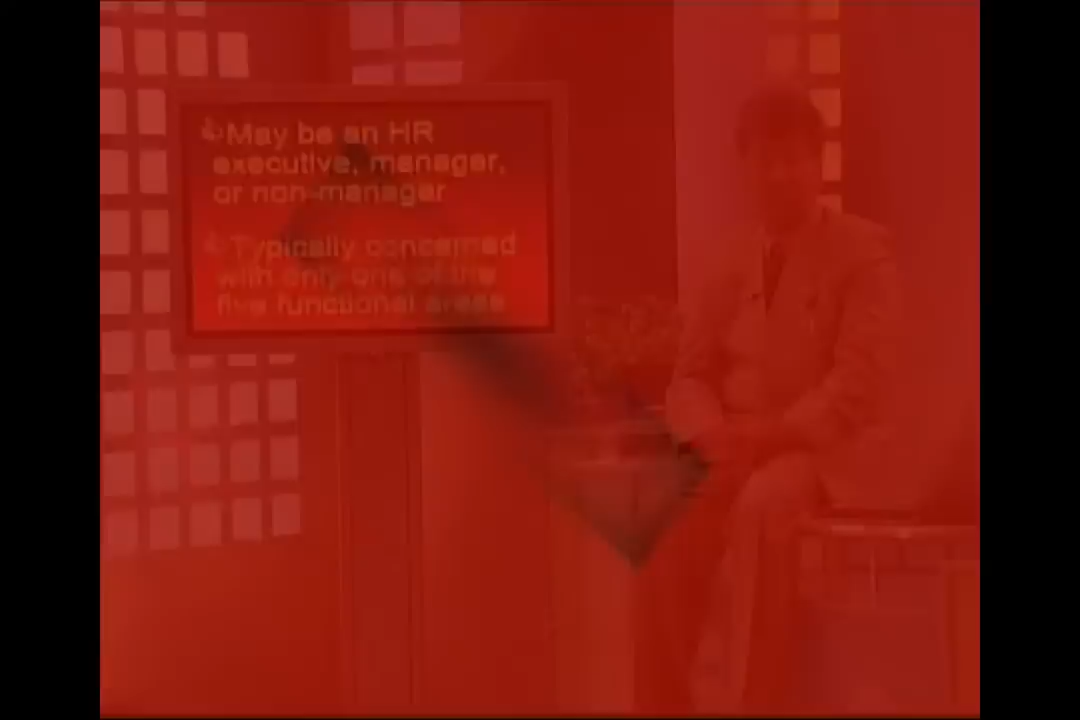 May be an HR
executive, manager,
or non-manager
Typically concerned
with only one of the
five functional areas